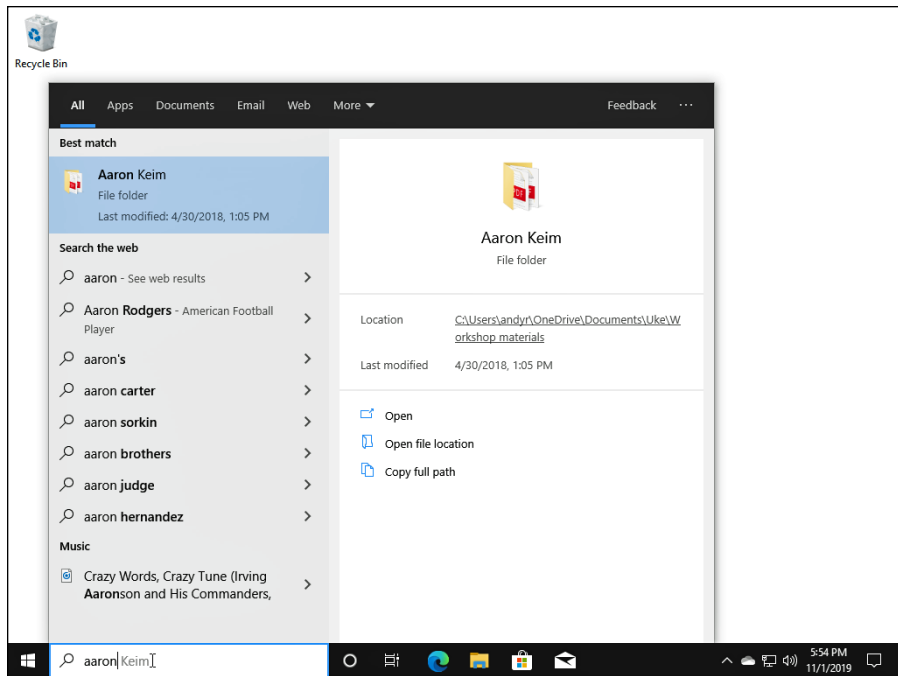 Recycle Bin
All Apps Documents Email Web More Feedback ...
Best match
Aaron Keim
File folder
Last modified: 4/30/2018, 1:05 PM
Search the web
aaron - See web results
Aaron Rodgers - American Football
Player
aaron's
aaron carter
aaron sorkin
aaron brothers
aaron judge
aaron hernandez
Music
Crazy Words, Crazy Tune (Irving
Aaronson and His Commanders,
PDF
Aaron Keim
File folder
Location C:\Users\andyr\OneDrive\Documents\Uke\W
orkshop materials
Last modified 4/30/2018, 1:05 PM
Open
Open file location
Copy full path
aaron Keim
5:54 PM
11/1/2019